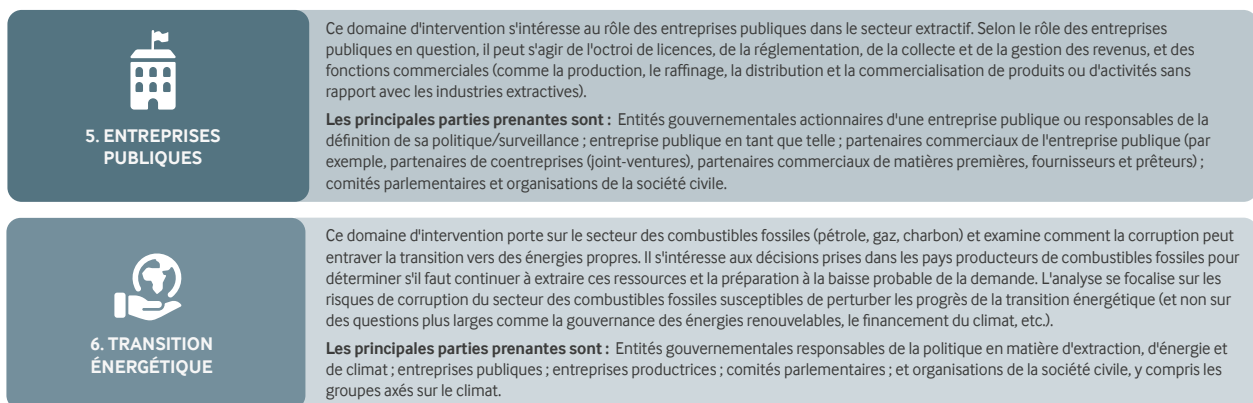 5. ENTREPRISES
PUBLIQUES
Ce domaine d'intervention s'intéresse au rôle des entreprises publiques dans le secteur extractif. Selon le rôle des entreprises
publiques en question, il peut s'agir de l'octroi de licences, de la réglementation, de la collecte et de la gestion des revenus, et des
fonctions commerciales (comme la production, le raffinage, la distribution et la commercialisation de produits ou d'activités sans
rapport avec les industries extractives).
Les principales parties prenantes sont : Entités gouvernementales actionnaires d'une entreprise publique ou responsables de la
définition de sa politique/surveillance ; entreprise publique en tant que telle ; partenaires commerciaux de l'entreprise publique (par
exemple, partenaires de coentreprises (joint-ventures), partenaires commerciaux de matières premières, fournisseurs et prêteurs) ;
comités parlementaires et organisations de la société civile.
6. TRANSITION
ÉNERGÉTIQUE
Ce domaine d'intervention porte sur le secteur des combustibles fossiles (pétrole, gaz, charbon) et examine comment la corruption peut
entraver la transition vers des énergies propres. Il s'intéresse aux décisions prises dans les pays producteurs de combustibles fossiles pour
déterminer s'il faut continuer à extraire ces ressources et la préparation à la baisse probable de la demande. L'analyse se focalise sur les
risques de corruption du secteur des combustibles fossiles susceptibles de perturber les progrès de la transition énergétique (et non sur
des questions plus larges comme la gouvernance des énergies renouvelables, le financement du climat, etc.).
Les principales parties prenantes sont : Entités gouvernementales responsables de la politique en matière d'extraction, d'énergie et
de climat ; entreprises publiques ; entreprises productrices ; comités parlementaires ; et organisations de la société civile, y compris les
groupes axés sur le climat.